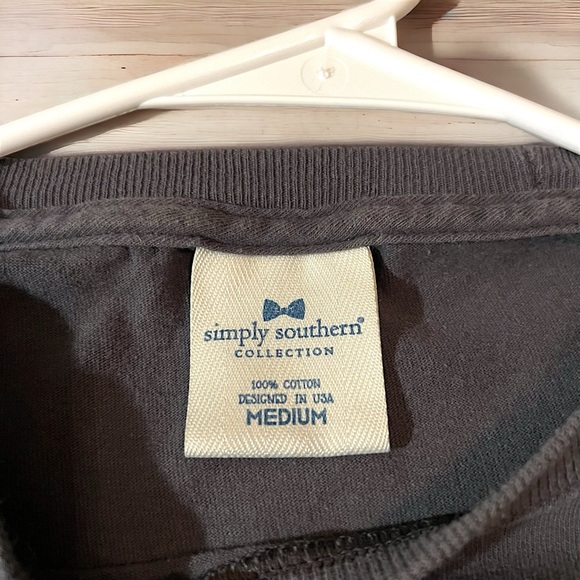 simply southern®
COLLECTION
100% COTTON
DESIGNED IN USA
MEDIUM